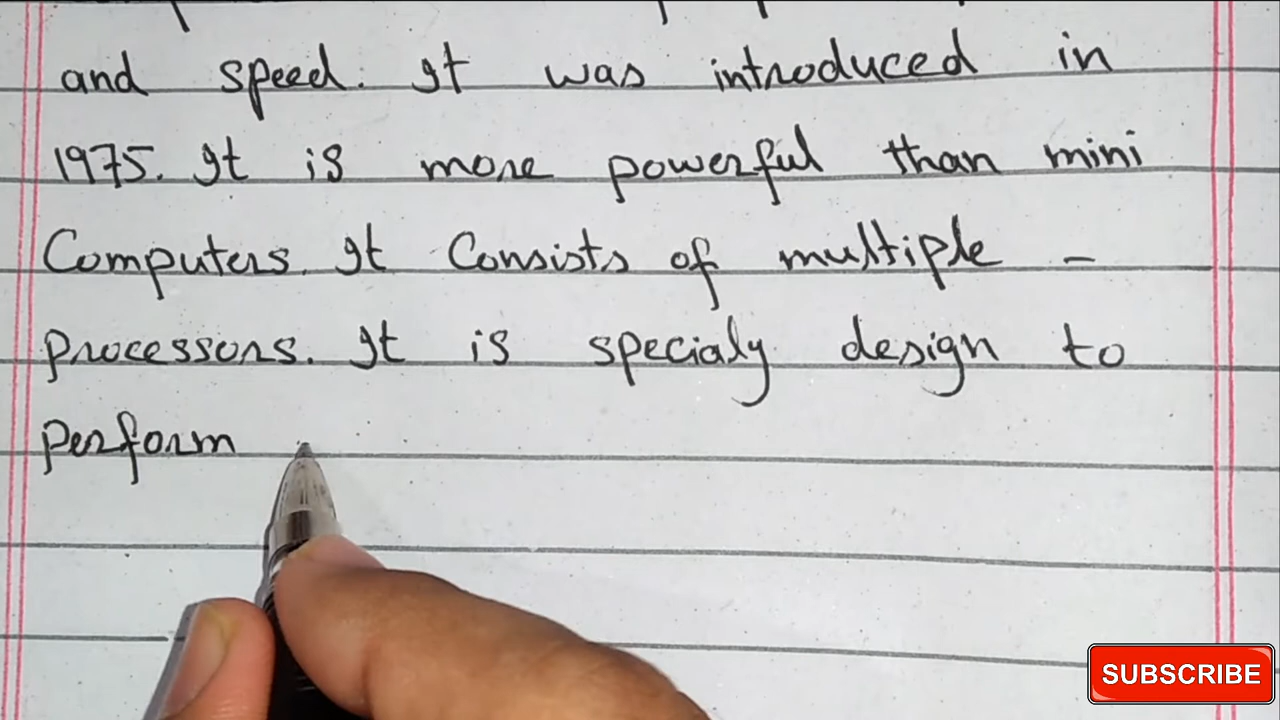 and speed. It was introduced in
1975. It is more powerful than mini
Computers. It Consists of multiple -
processors. It is specialy design to
perform
SUBSCRIBE